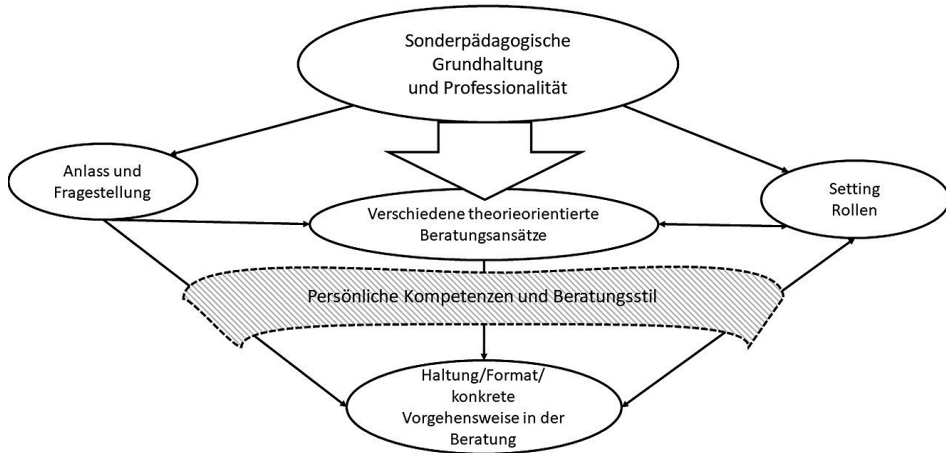 Sonderpädagogische
Grundhaltung
und Professionalität
Anlass und
Fragestellung
Setting
Rollen
Verschiedene theorieorientierte
Beratungsansätze
Persönliche Kompetenzen und Beratungsstil
Haltung/Format/
konkrete
Vorgehensweise in der
Beratung